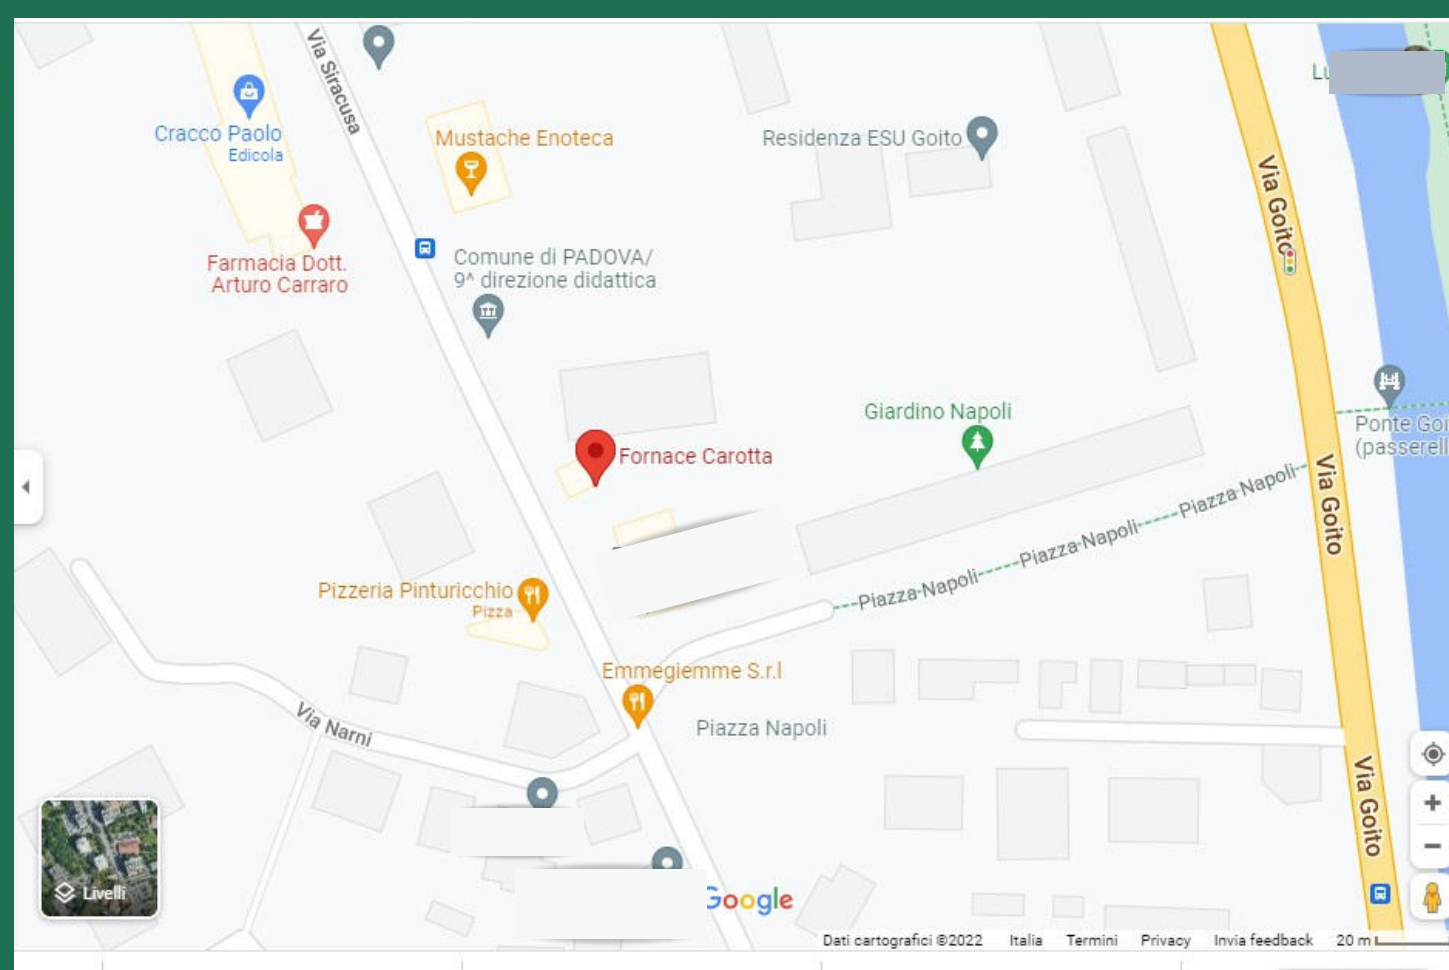 Via Siracusa
Lu
Cracco Paolo
Edicola
Mustache Enoteca
Residenza ESU Goito
Via Goito
Farmacia Dott.
Arturo Carraro
Comune di PADOVA/
9^ direzione didattica
Giardino Napoli
Fornace Carotta
Ponte Goi
(passerell
Piazza Napoli
Via Goito
Piazza Napoli
Piazza Napoli
Pizzeria Pinturicchio
Pizza
Emmegiemme S.r.l
Via Narni
Piazza Napoli
Via Goito
Livelli
Google
Dati cartografici ©2022 Italia Termini Privacy Invia feedback 20 m